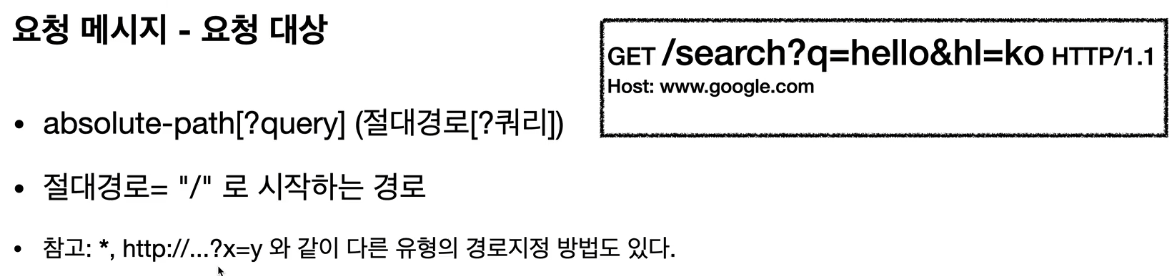 요청 메시지 - 요청 대상
GET /search?q=hello&hl=ko HTTP/1.1
Host: www.google.com
• absolute-path[?query] (절대경로[?쿼리])
• 절대경로= "/" 로 시작하는 경로
• 참고: *, http://...?x=y 와 같이 다른 유형의 경로지정 방법도 있다.